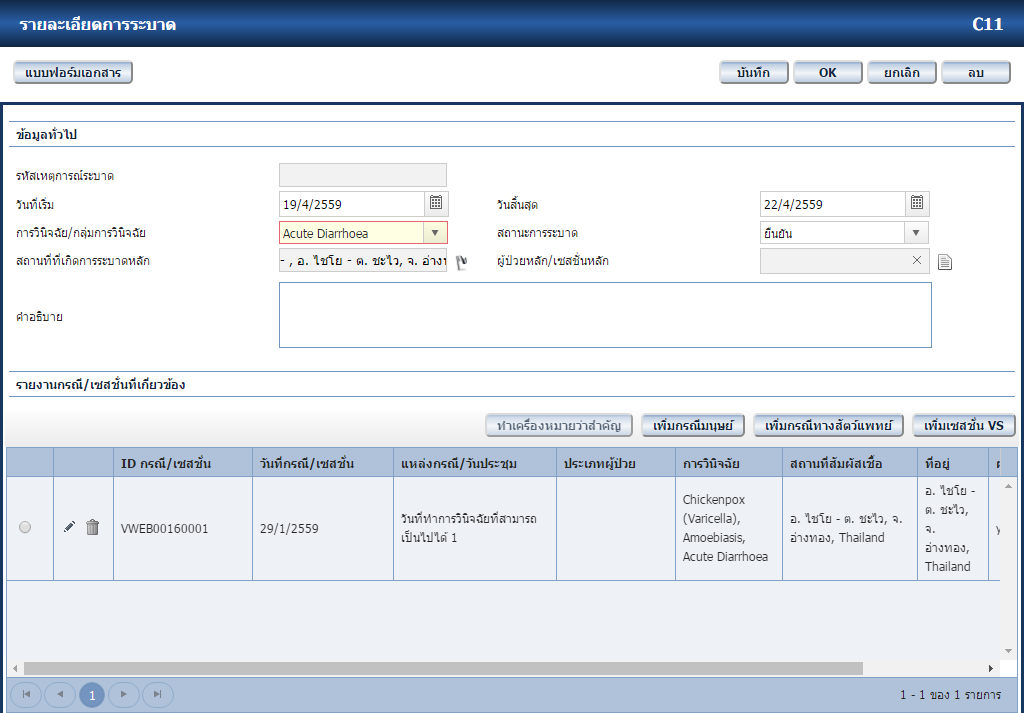 รายละเอียดการระบาด C11
แบบฟอร์มเอกสาร บันทึก OK ยกเลิก ลบ
ข้อมูลทั่วไป
รหัสเหตุการณ์ระบาด
วันที่เริ่ม 19/4/2559 วันสิ้นสุด 22/4/2559
การวินิจฉัย/กลุ่มการวินิจฉัย Acute Diarrhoea สถานะการระบาด ยืนยัน
สถานที่ที่เกิดการระบาดหลัก - , อ. ไชโย - ต. ชะไว, จ. อ่างท ผู้ป่วยหลัก/เซสชั่นหลัก
คำอธิบาย
รายงานกรณี/เซสชั่นที่เกี่ยวข้อง
ทำเครื่องหมายว่าสำคัญ เพิ่มกรณีมนุษย์ เพิ่มกรณีทางสัตว์แพทย์ เพิ่มเซสชั่น VS
ID กรณี/เซสชั่น วันที่กรณี/เซสชั่น แหล่งกรณี/วันประชุม ประเภทผู้ป่วย การวินิจฉัย สถานที่สัมผัสเชื้อ ที่อยู่
VWEB00160001
29/1/2559
วันที่ทำการวินิจฉัยที่สามารถ
เป็นไปได้ 1
Chickenpox
(Varicella),
Amoebiasis,
Acute Diarrhoea
อ. ไชโย - ต. ชะไว, จ.
อ่างทอง, Thailand
อ. ไชโย -
ต. ชะไว,
จ.
อ่างทอง,
Thailand
1
1 - 1 ของ 1 รายการ